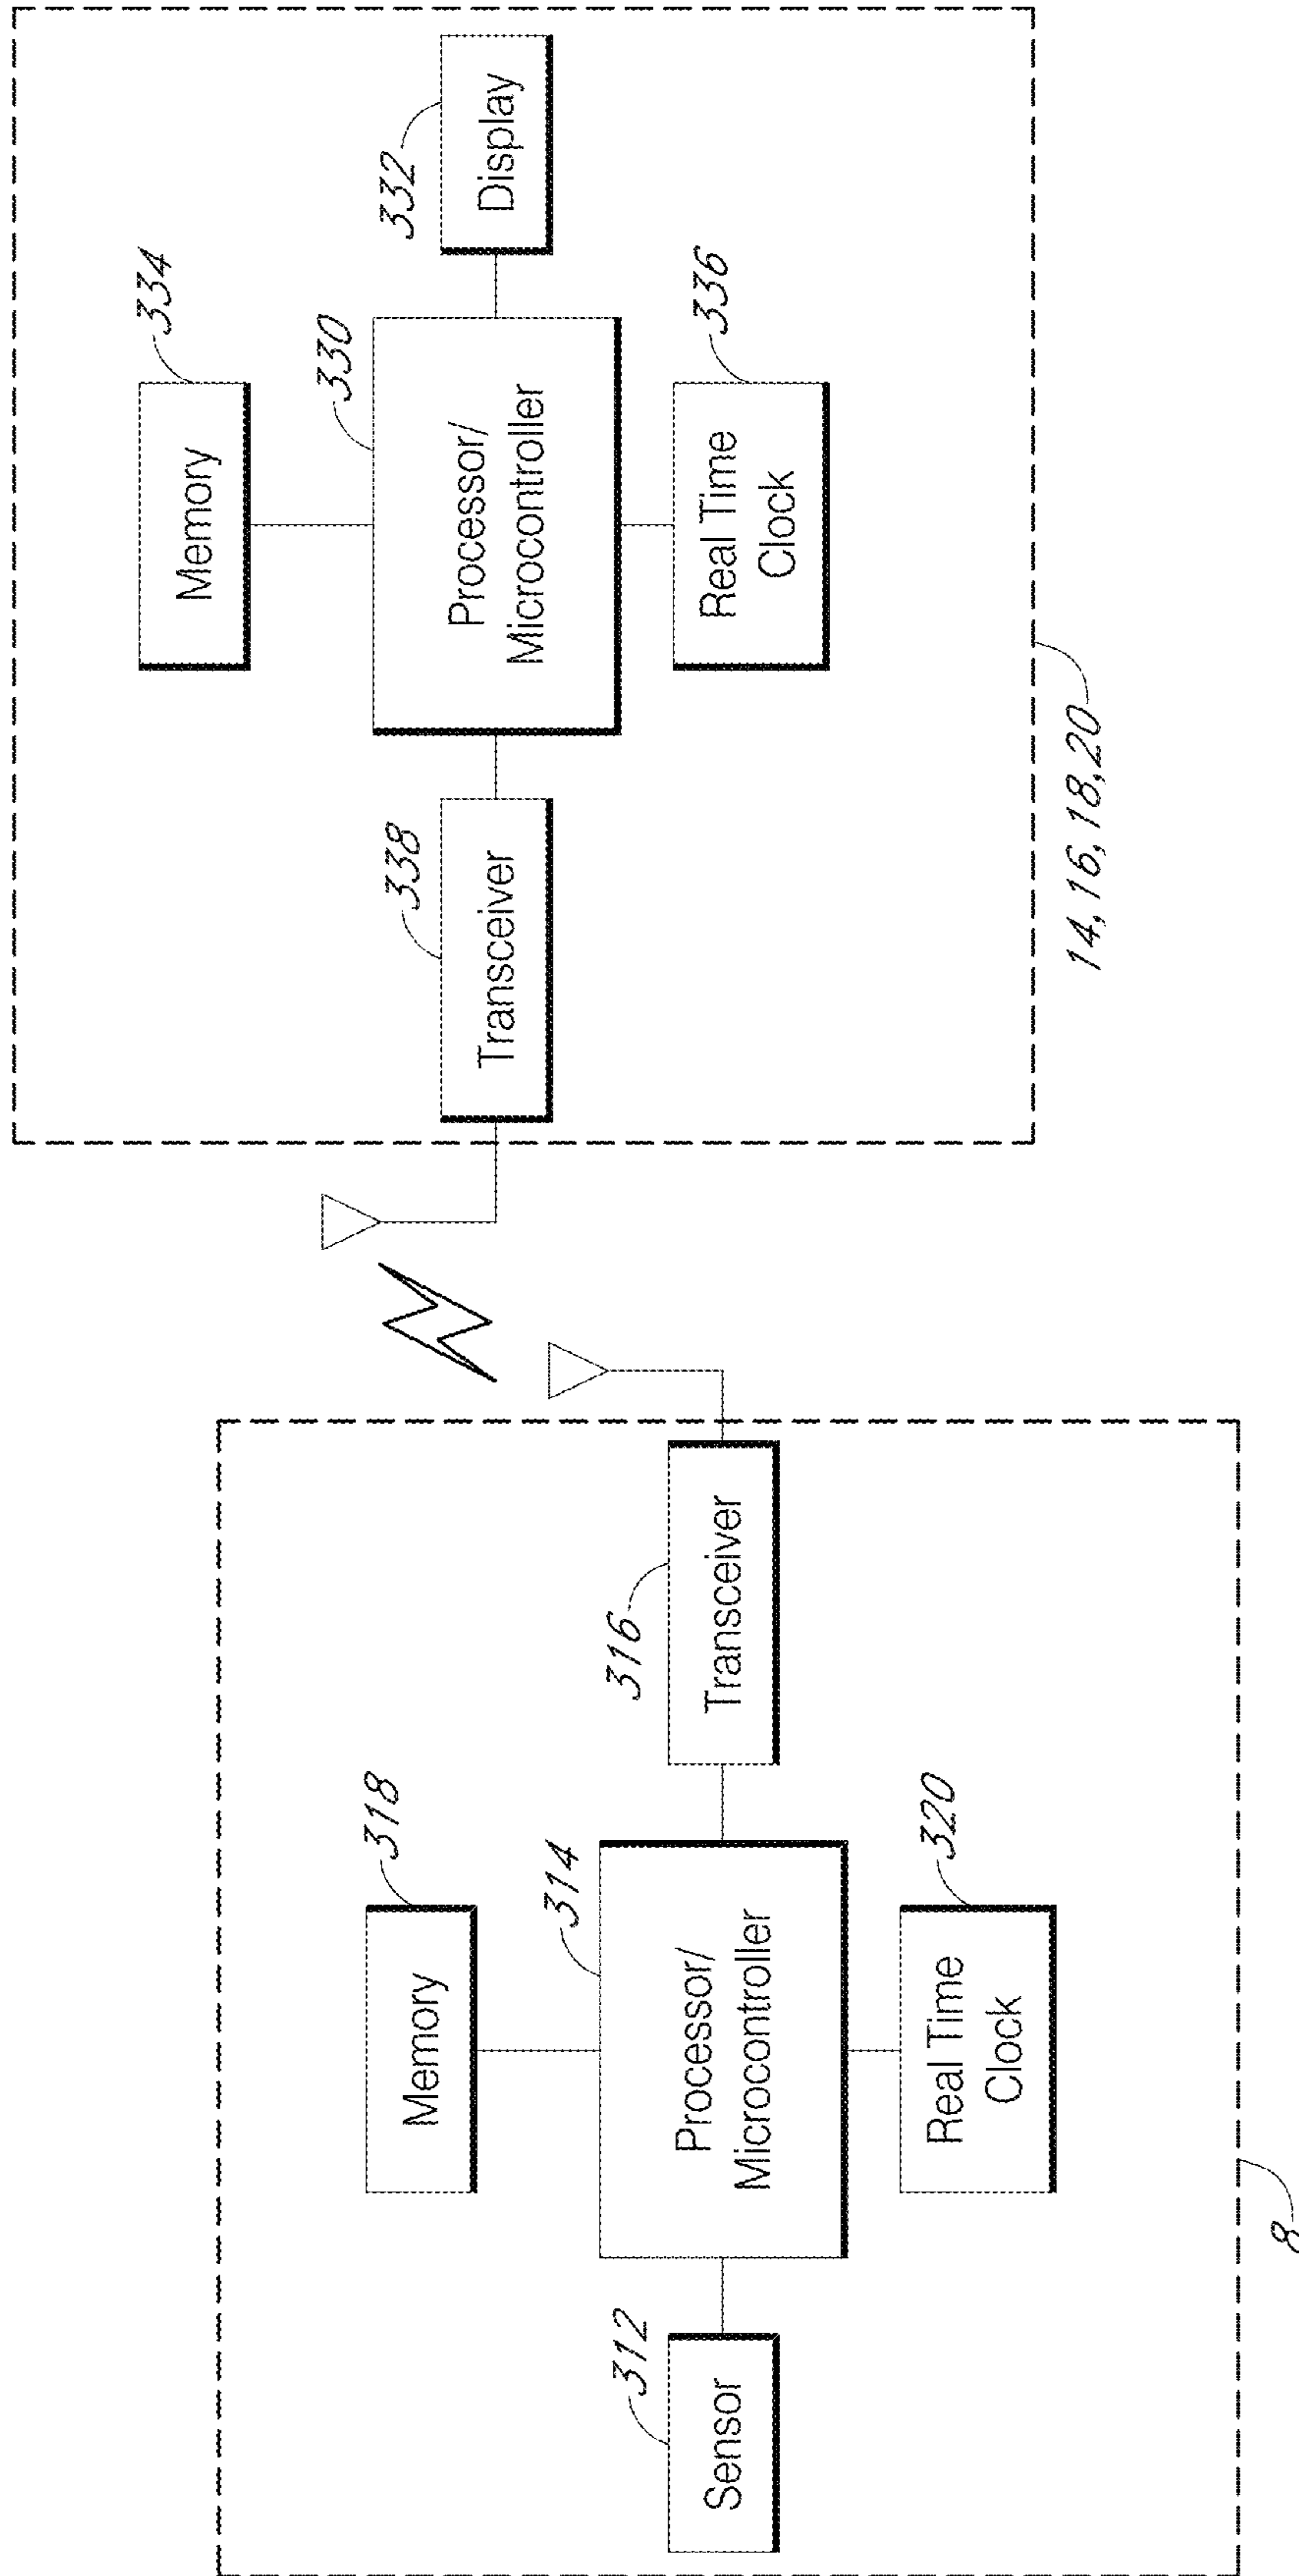 318
Memory
312
Sensor
314
Processor/
Microcontroller
316
Transceiver
320
Real Time
Clock
8
334
Memory
338
Transceiver
330
Processor/
Microcontroller
332
Display
336
Real Time
Clock
14, 16, 18, 20